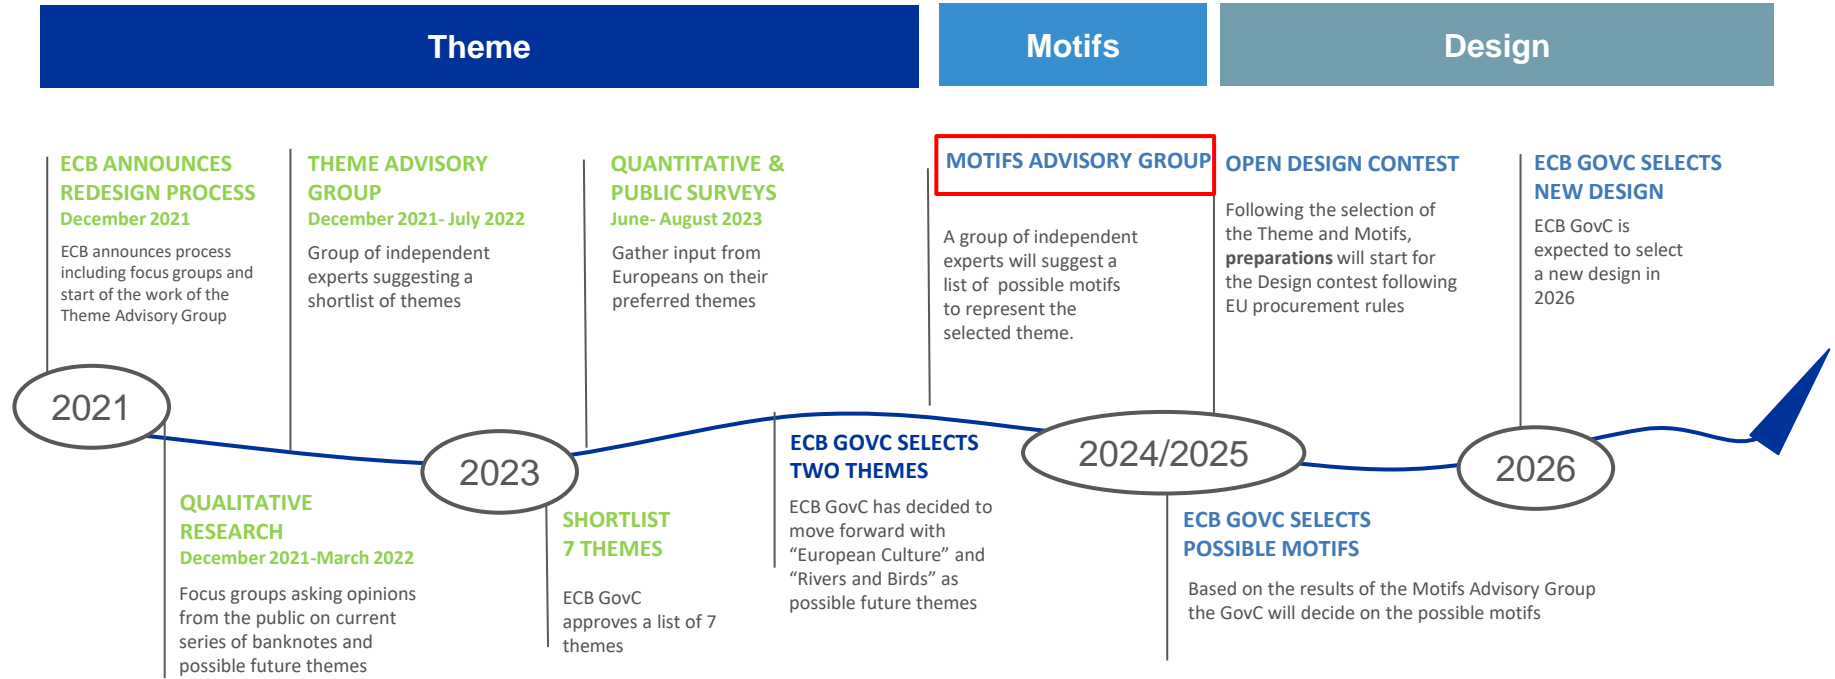 Theme
Motifs
Design
ECB ANNOUNCES
REDESIGN PROCESS
December 2021
ECB announces process
including focus groups and
start of the work of the
Theme Advisory Group
THEME ADVISORY
GROUP
December 2021- July 2022
Group of independent
experts suggesting a
shortlist of themes
QUANTITATIVE &
PUBLIC SURVEYS
June- August 2023
Gather input from
Europeans on their
preferred themes
MOTIFS ADVISORY GROUP
A group of independent
experts will suggest a
list of possible motifs
to represent the
selected theme.
OPEN DESIGN CONTEST
Following the selection of
the Theme and Motifs,
preparations will start for
the Design contest following
EU procurement rules
ECB GOVC SELECTS
NEW DESIGN
ECB GovC is
expected to select
a new design in
2026
2021
2023
2024/2025
2026
QUALITATIVE
RESEARCH
December 2021-March 2022
Focus groups asking opinions
from the public on current
series of banknotes and
possible future themes
SHORTLIST
7 THEMES
ECB GovC
approves a list of 7
themes
ECB GOVC SELECTS
TWO THEMES
ECB GovC has decided to
move forward with
“European Culture” and
“Rivers and Birds” as
possible future themes
ECB GOVC SELECTS
POSSIBLE MOTIFS
Based on the results of the Motifs Advisory Group
the GovC will decide on the possible motifs